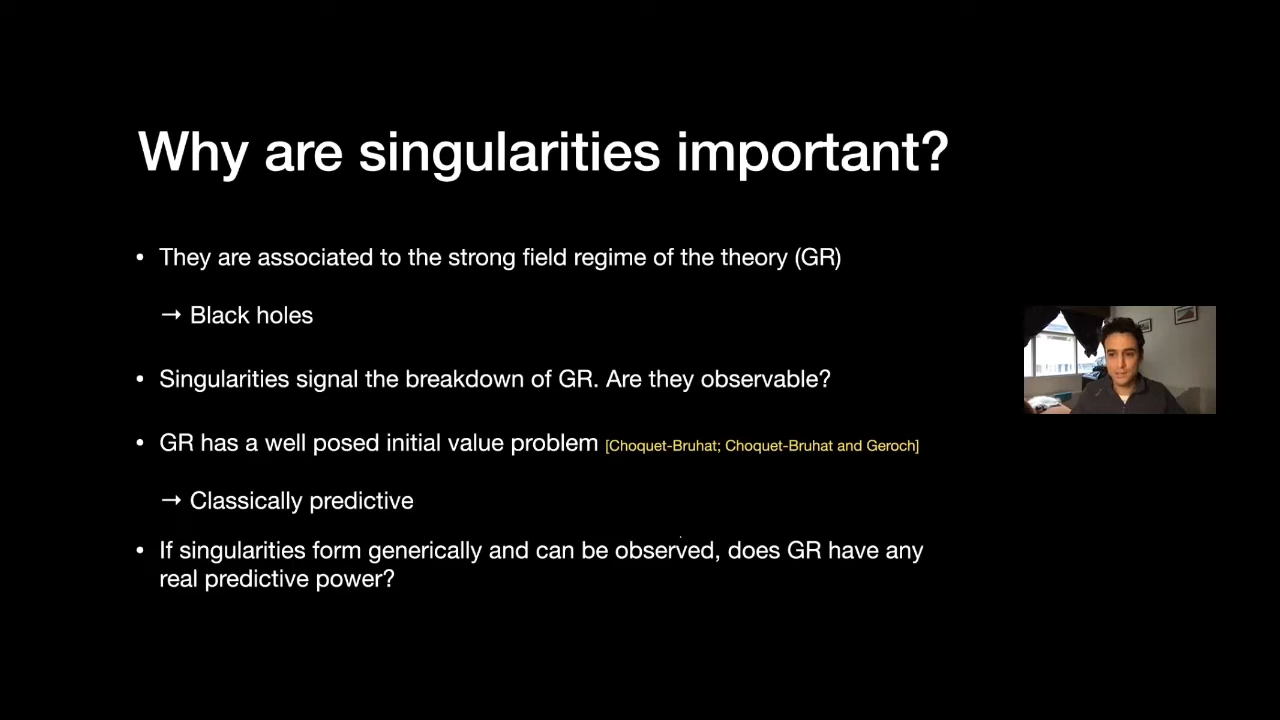 Why are singularities important?
• They are associated to the strong field regime of the theory (GR)
→ Black holes
• Singularities signal the breakdown of GR. Are they observable?
• GR has a well posed initial value problem [Choquet-Bruhat; Choquet-Bruhat and Geroch]
→ Classically predictive
• If singularities form generically and can be observed, does GR have any
real predictive power?